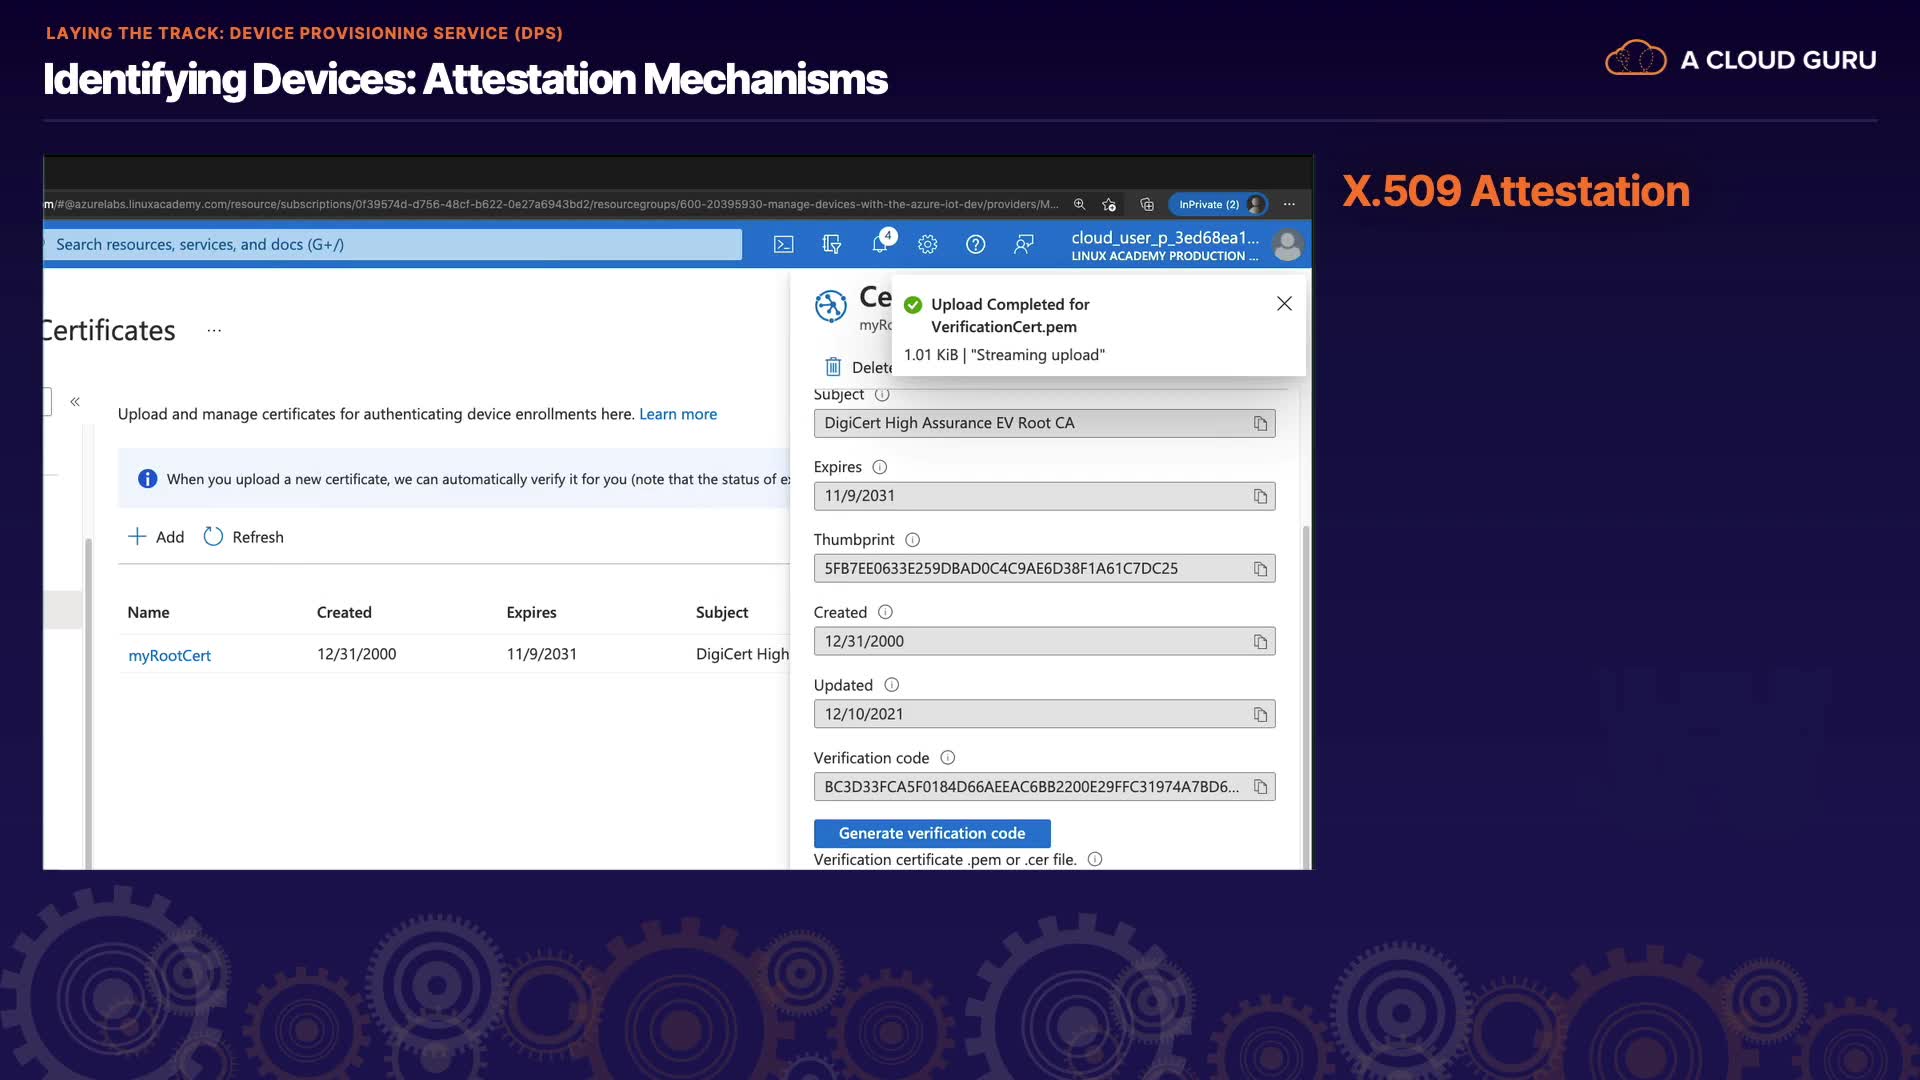 LAYING THE TRACK: DEVICE PROVISIONING SERVICE (DPS)
Identifying Devices: Attestation Mechanisms
A CLOUD GURU
X.509 Attestation
m/#@azurelabs.linuxacademy.com/resource/subscriptions/0f39574d-d756-48cf-b622-0e27a6943bd2/resourcegroups/600-20395930-manage-devices-with-the-azure-iot-dev/providers/M...
InPrivate (2)
Search resources, services, and docs (G+/)
4
cloud_user_p_3ed68ea1...
LINUX ACADEMY PRODUCTION ...
Certificates ...
«
Upload and manage certificates for authenticating device enrollments here. Learn more
When you upload a new certificate, we can automatically verify it for you (note that the status of ex
Add Refresh
Name Created Expires Subject
myRootCert 12/31/2000 11/9/2031 DigiCert High
Ce
myRo
Upload Completed for
VerificationCert.pem
1.01 KiB | "Streaming upload"
Delete
Subject
DigiCert High Assurance EV Root CA
Expires
11/9/2031
Thumbprint
5FB7EE0633E259DBAD0C4C9AE6D38F1A61C7DC25
Created
12/31/2000
Updated
12/10/2021
Verification code
BC3D33FCA5F0184D66AEEAC6BB2200E29FFC31974A7BD6...
Generate verification code
Verification certificate .pem or .cer file.